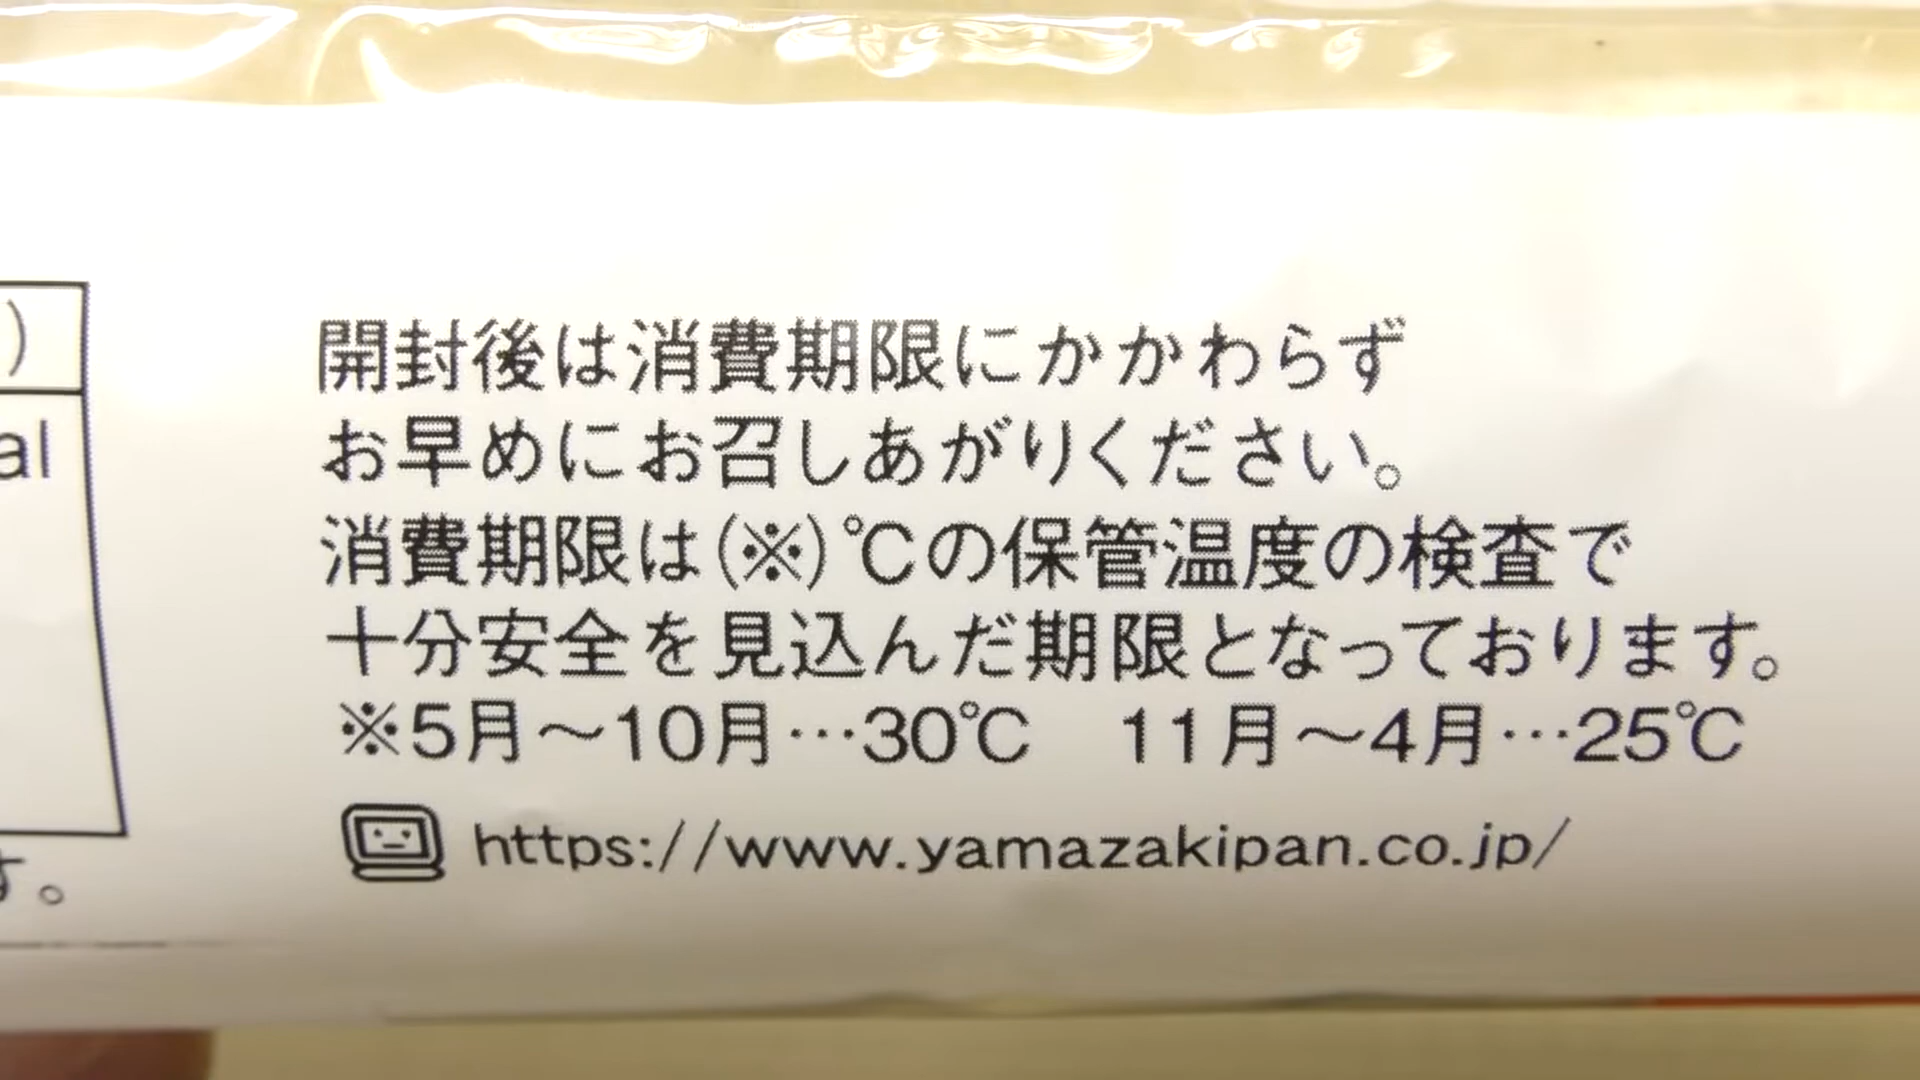 )
al
す。
開封後は消費期限にかかわらず
お早めにお召しあがりください。
消費期限は(※)℃の保管温度の検査で
十分安全を見込んだ期限となっております。
※5月～10月…30℃　11月～4月…25℃
https://www.yamazakipan.co.jp/